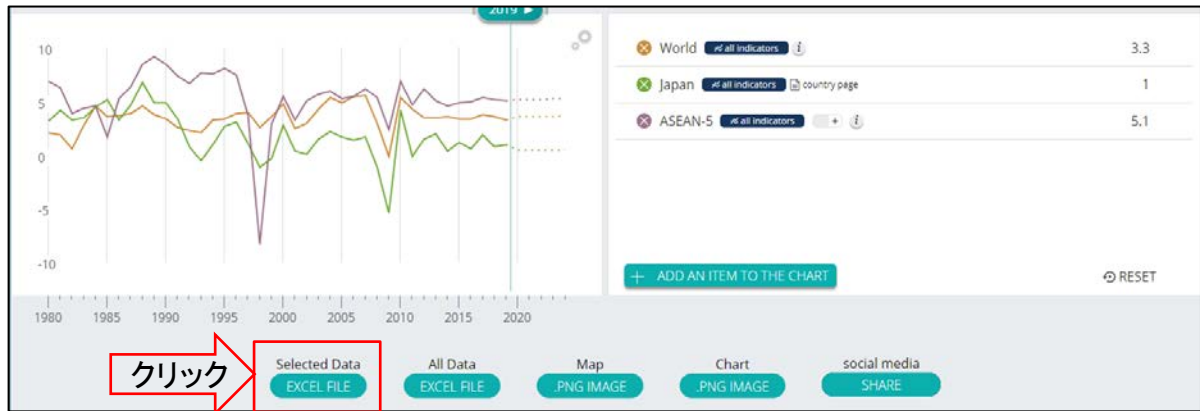 2019 ▶
10
5
0
-5
-10
1980 1985 1990 1995 2000 2005 2010 2015 2020
World all indicators i 3.3
Japan all indicators country page 1
ASEAN-5 all indicators + i 5.1
+ ADD AN ITEM TO THE CHART
RESET
クリック
Selected Data
EXCEL FILE
All Data
EXCEL FILE
Map
.PNG IMAGE
Chart
.PNG IMAGE
social media
SHARE